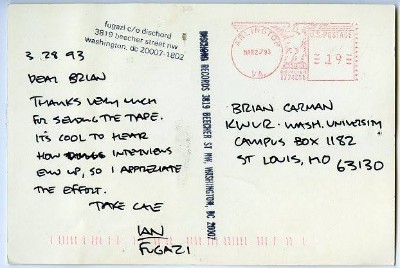 fugazi c/o dischord
3819 beecher street nw
washington, dc 20007-1802
3.28 93
DEAR BRIAN
THANKS VERY MUCH
FOR SENDING THE TAPE.
IT'S COOL TO HEAR
HOW INTERVIEWS
END UP, SO I APPRECIATE
THE EFFORT.
TAKE CARE
IAN
FUGAZI
DISCHORD RECORDS 3819 BEECHER ST NW, WASHINGTON, DC 20007
ARLINGTON
MAR 29 '93
VA.
U.S. POSTAGE
.19
BRIAN CARMAN
KWUR - WASH. UNIVERSITY
CAMPUS BOX 1182
ST LOUIS, MO
63130